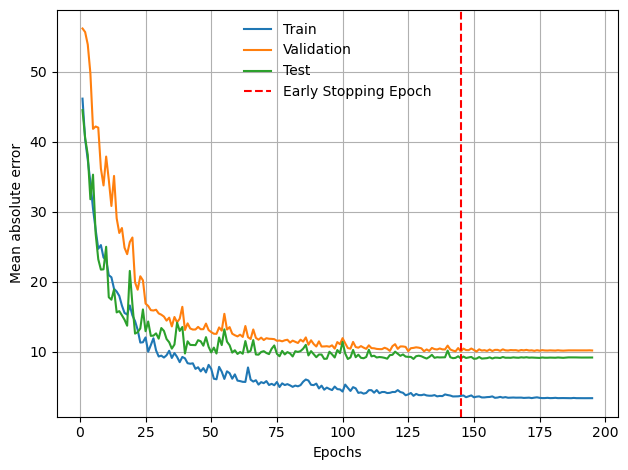 Train
Validation
Test
Early Stopping Epoch
Mean absolute error
50
40
30
20
10
0 25 50 75 100 125 150 175 200
Epochs